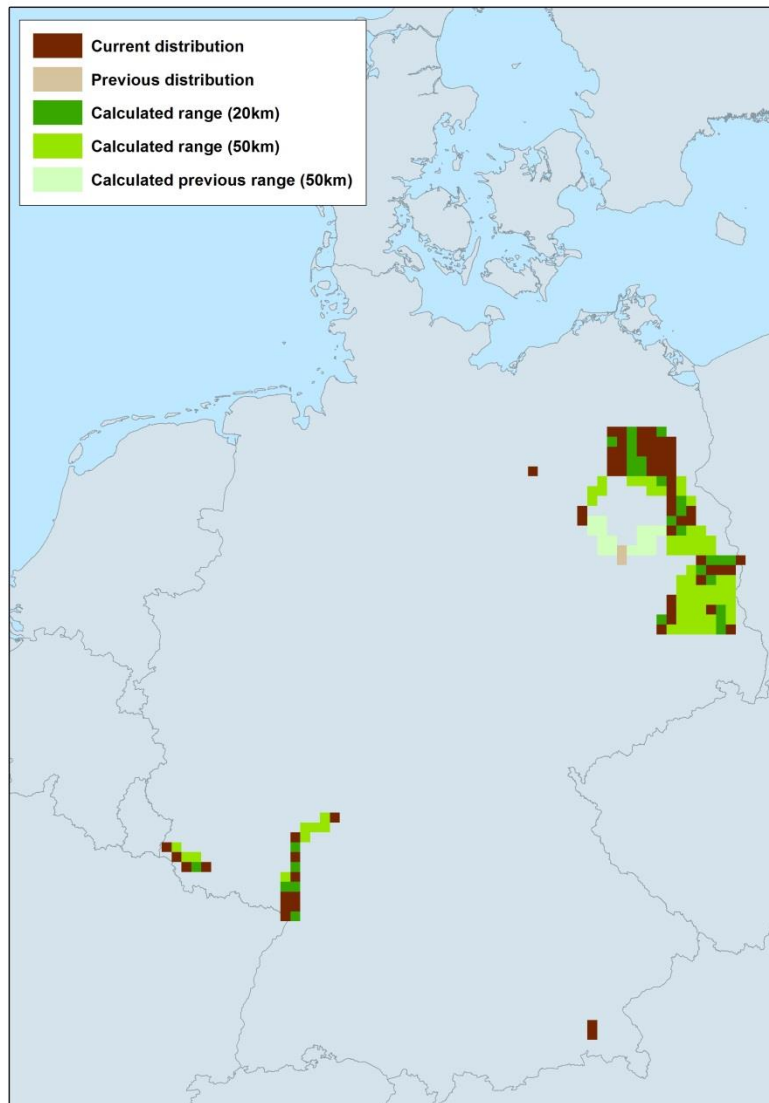 Current distribution
Previous distribution
Calculated range (20km)
Calculated range (50km)
Calculated previous range (50km)